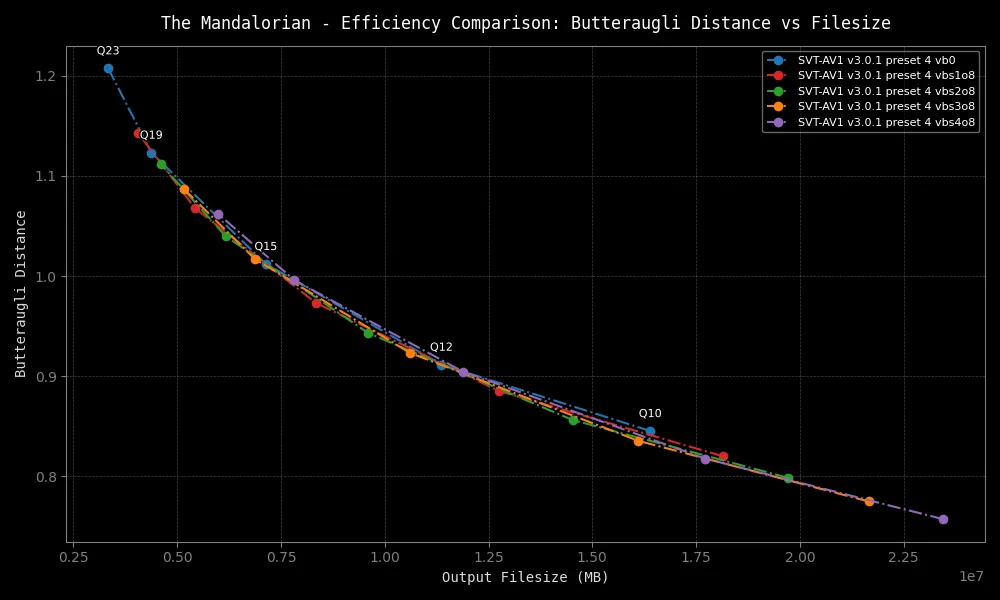 The Mandalorian - Efficiency Comparison: Butteraugli Distance vs Filesize
SVT-AV1 v3.0.1 preset 4 vb0
SVT-AV1 v3.0.1 preset 4 vbs1o8
SVT-AV1 v3.0.1 preset 4 vbs2o8
SVT-AV1 v3.0.1 preset 4 vbs3o8
SVT-AV1 v3.0.1 preset 4 vbs4o8
Q23
Q19
Q15
Q12
Q10
Butteraugli Distance
1.2
1.1
1.0
0.9
0.8
0.25 0.50 0.75 1.00 1.25 1.50 1.75 2.00 2.25
1e7
Output Filesize (MB)